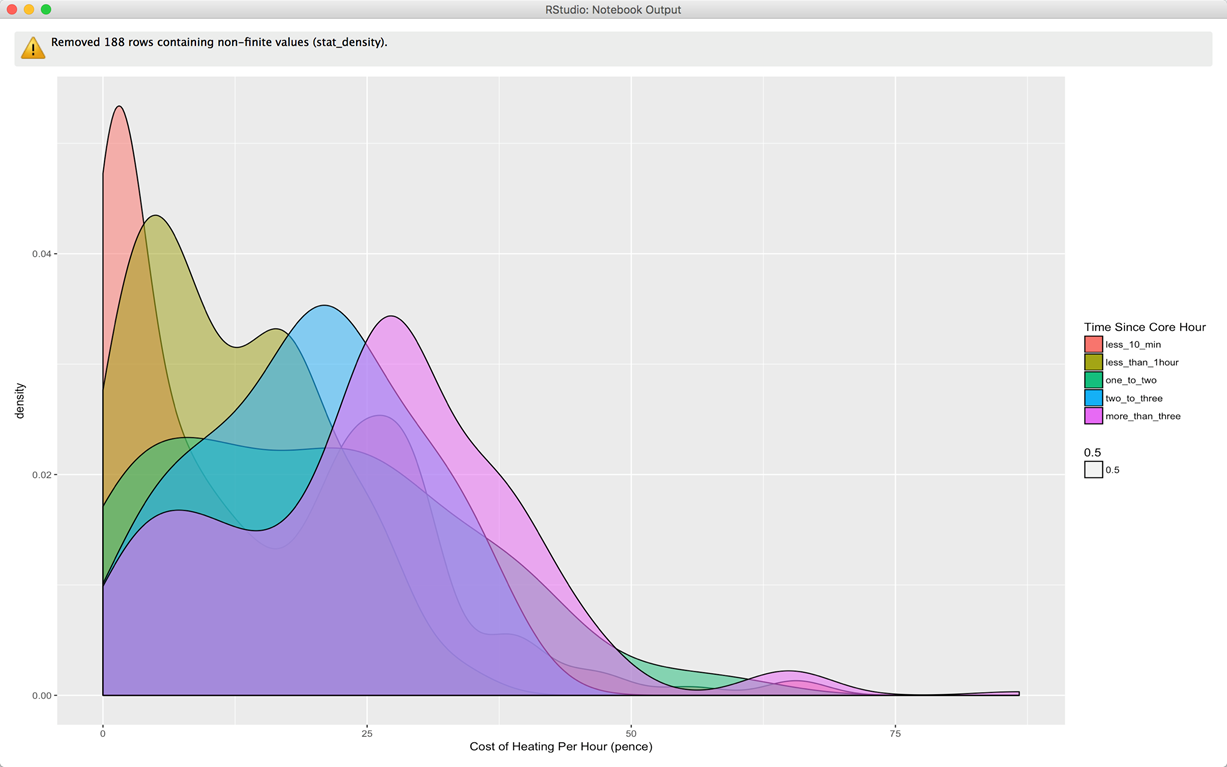 RStudio: Notebook Output
Removed 188 rows containing non-finite values (stat_density).
0.04
0.02
0.00
density
0 25 50 75
Cost of Heating Per Hour (pence)
Time Since Core Hour
less_10_min
less_than_1hour
one_to_two
two_to_three
more_than_three
0.5
0.5